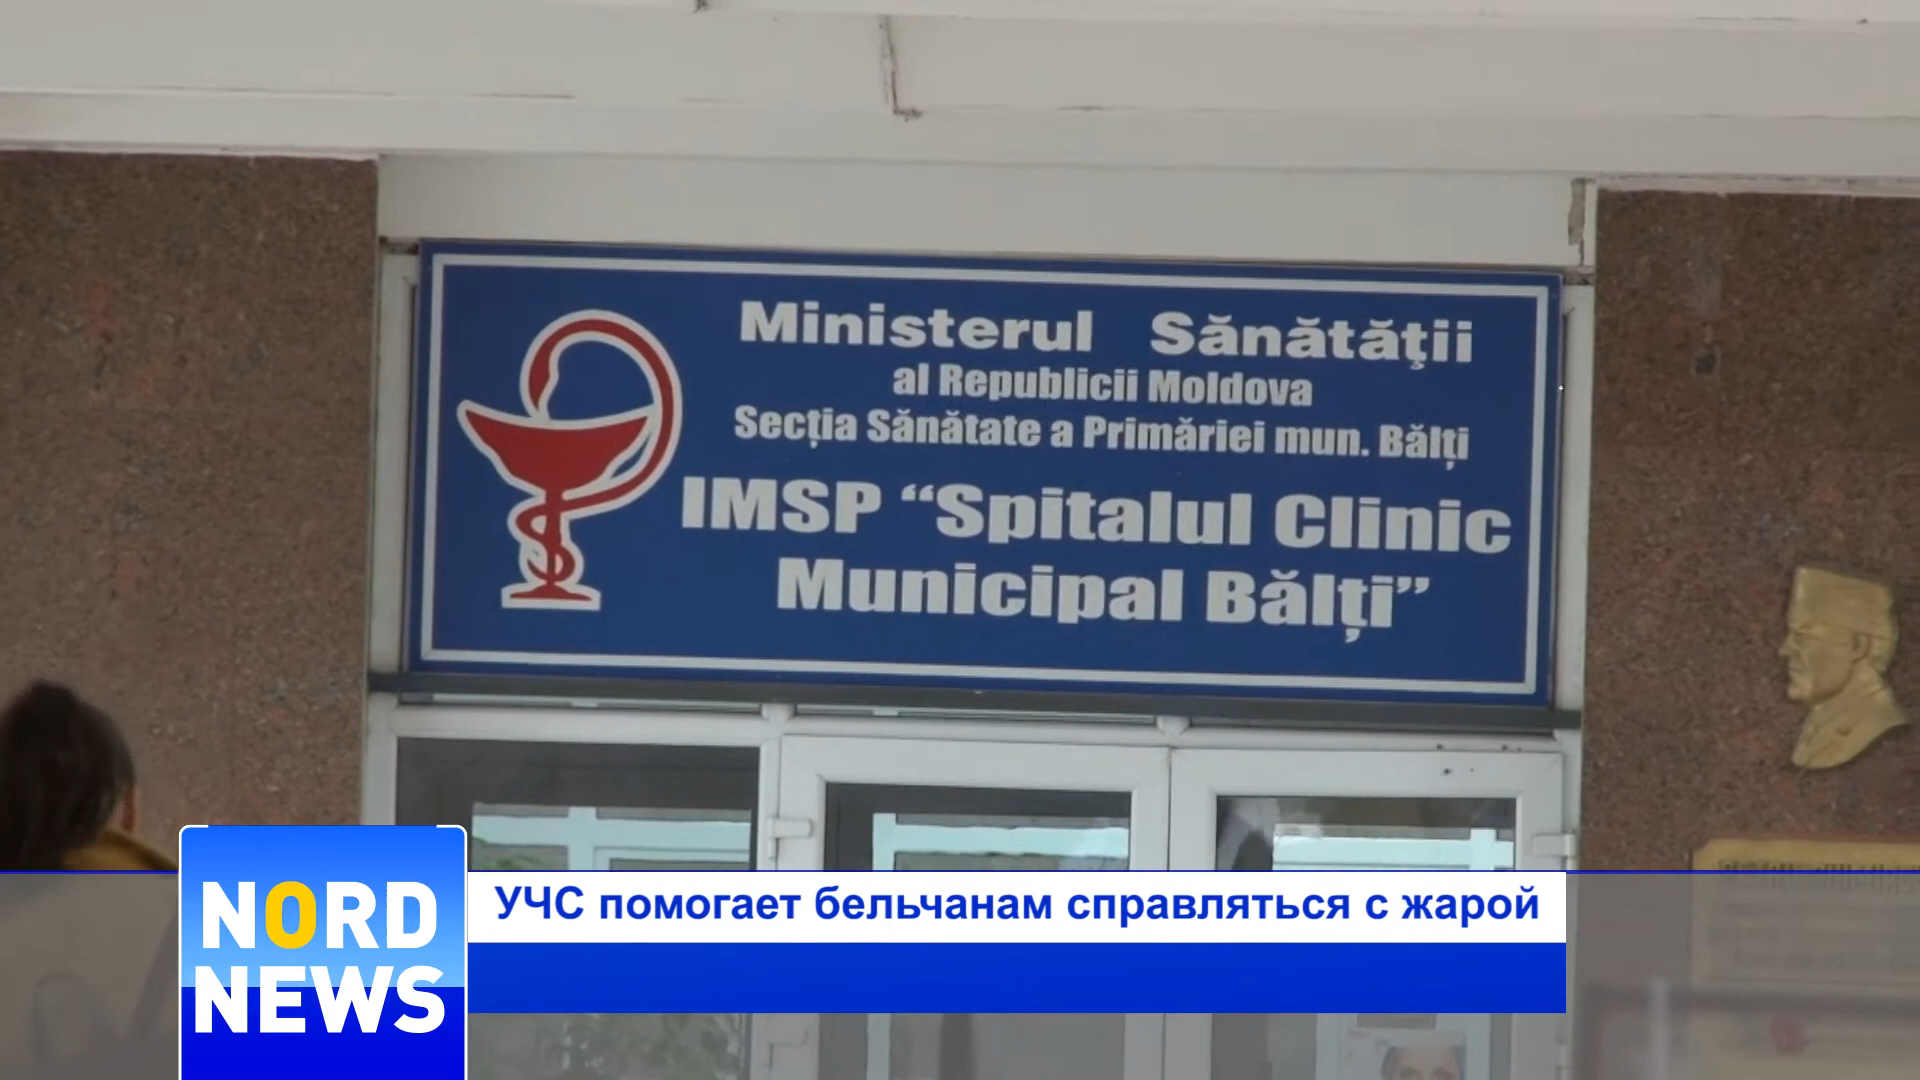 Ministerul Sănătăţii
al Republicii Moldova
Secția Sănătate a Primăriei mun. Bălți
IMSP “Spitalul Clinic
Municipal Bălți”
NORD
NEWS
УЧС помогает бельчанам справляться с жарой